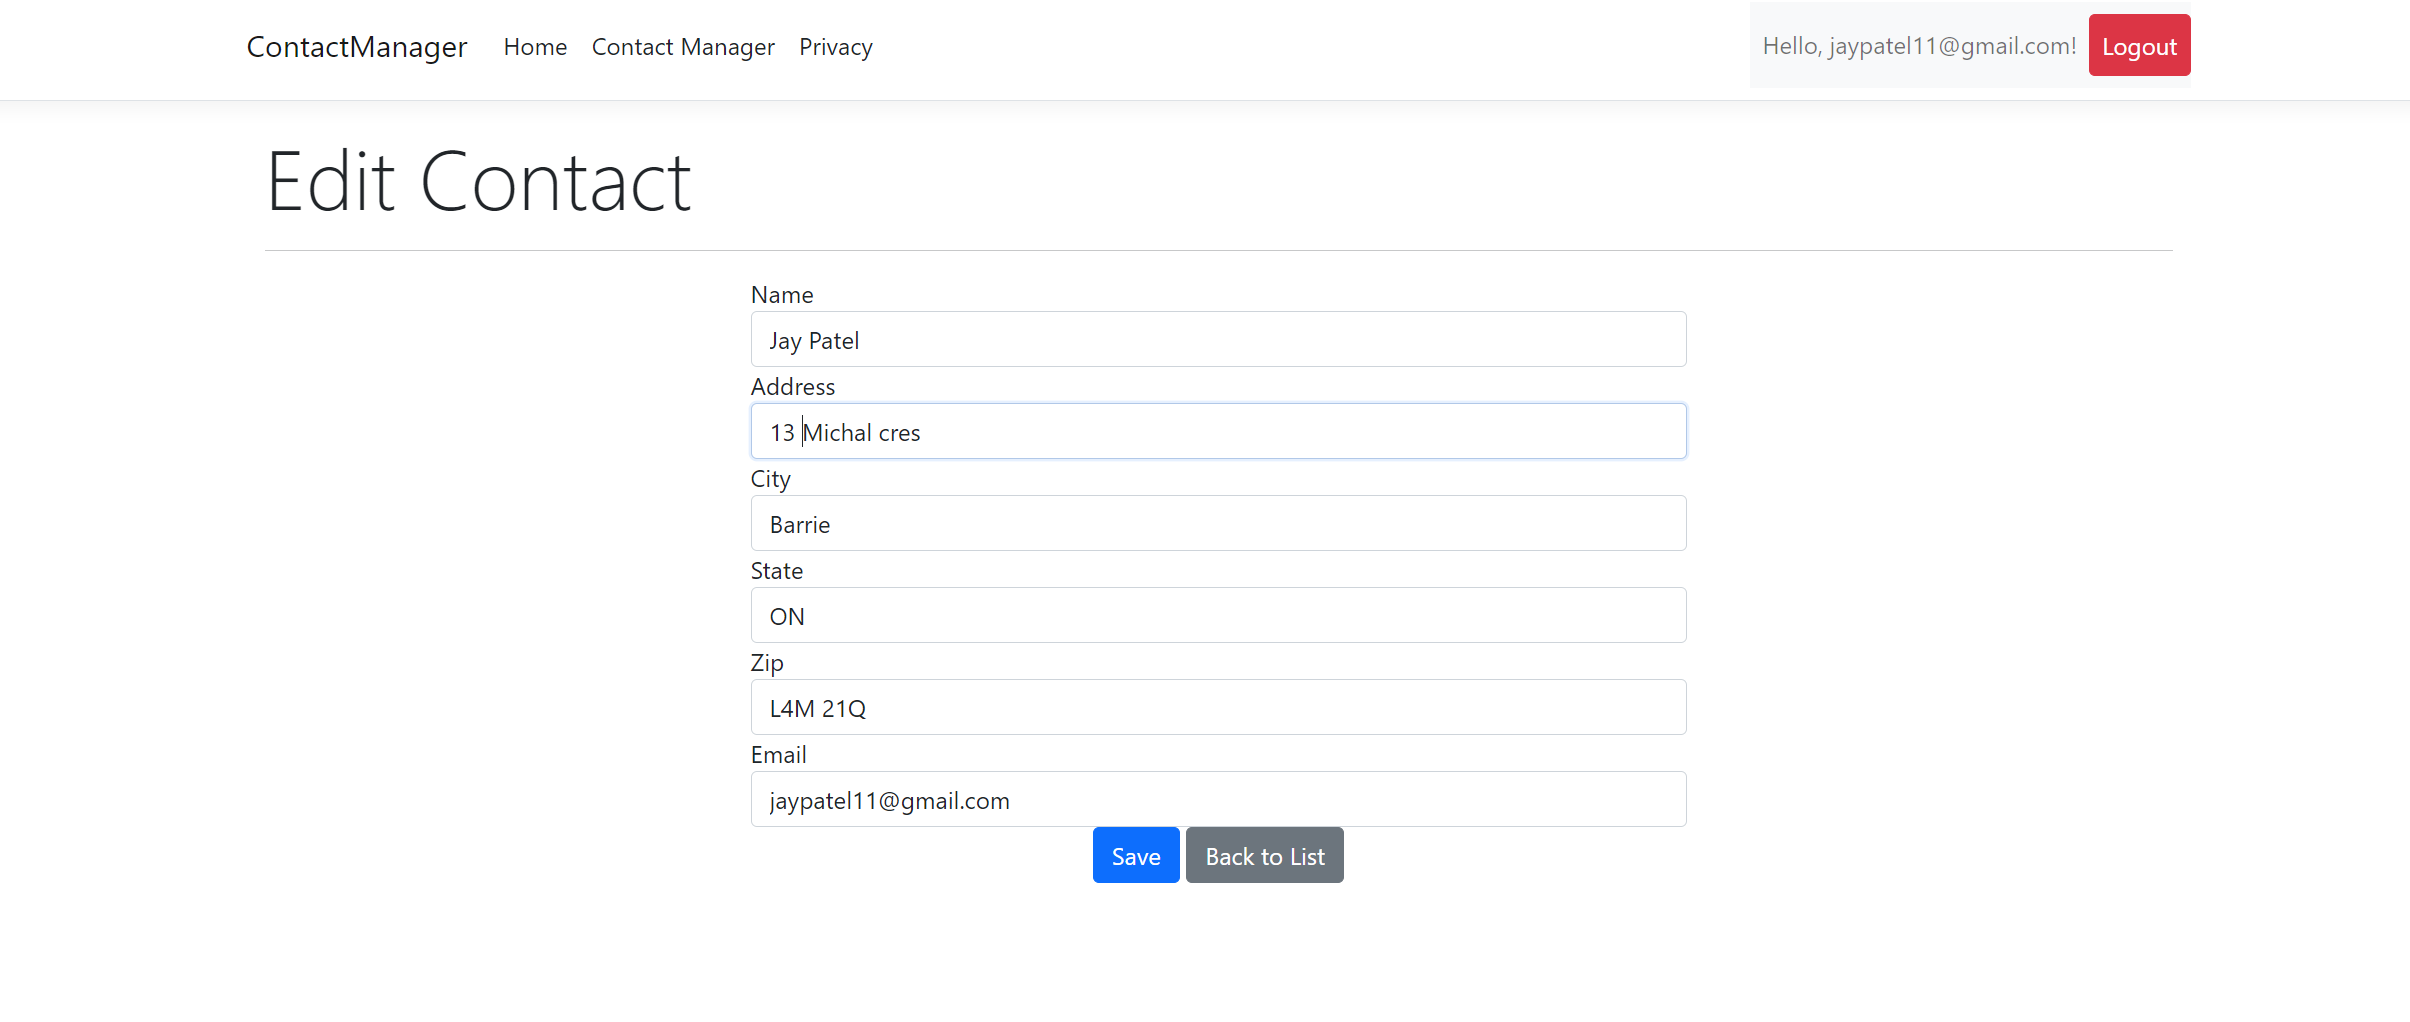 ContactManager Home Contact Manager Privacy Hello, jaypatel11@gmail.com! Logout
Edit Contact
Name
Jay Patel
Address
13 Michal cres
City
Barrie
State
ON
Zip
L4M 21Q
Email
jaypatel11@gmail.com
Save Back to List